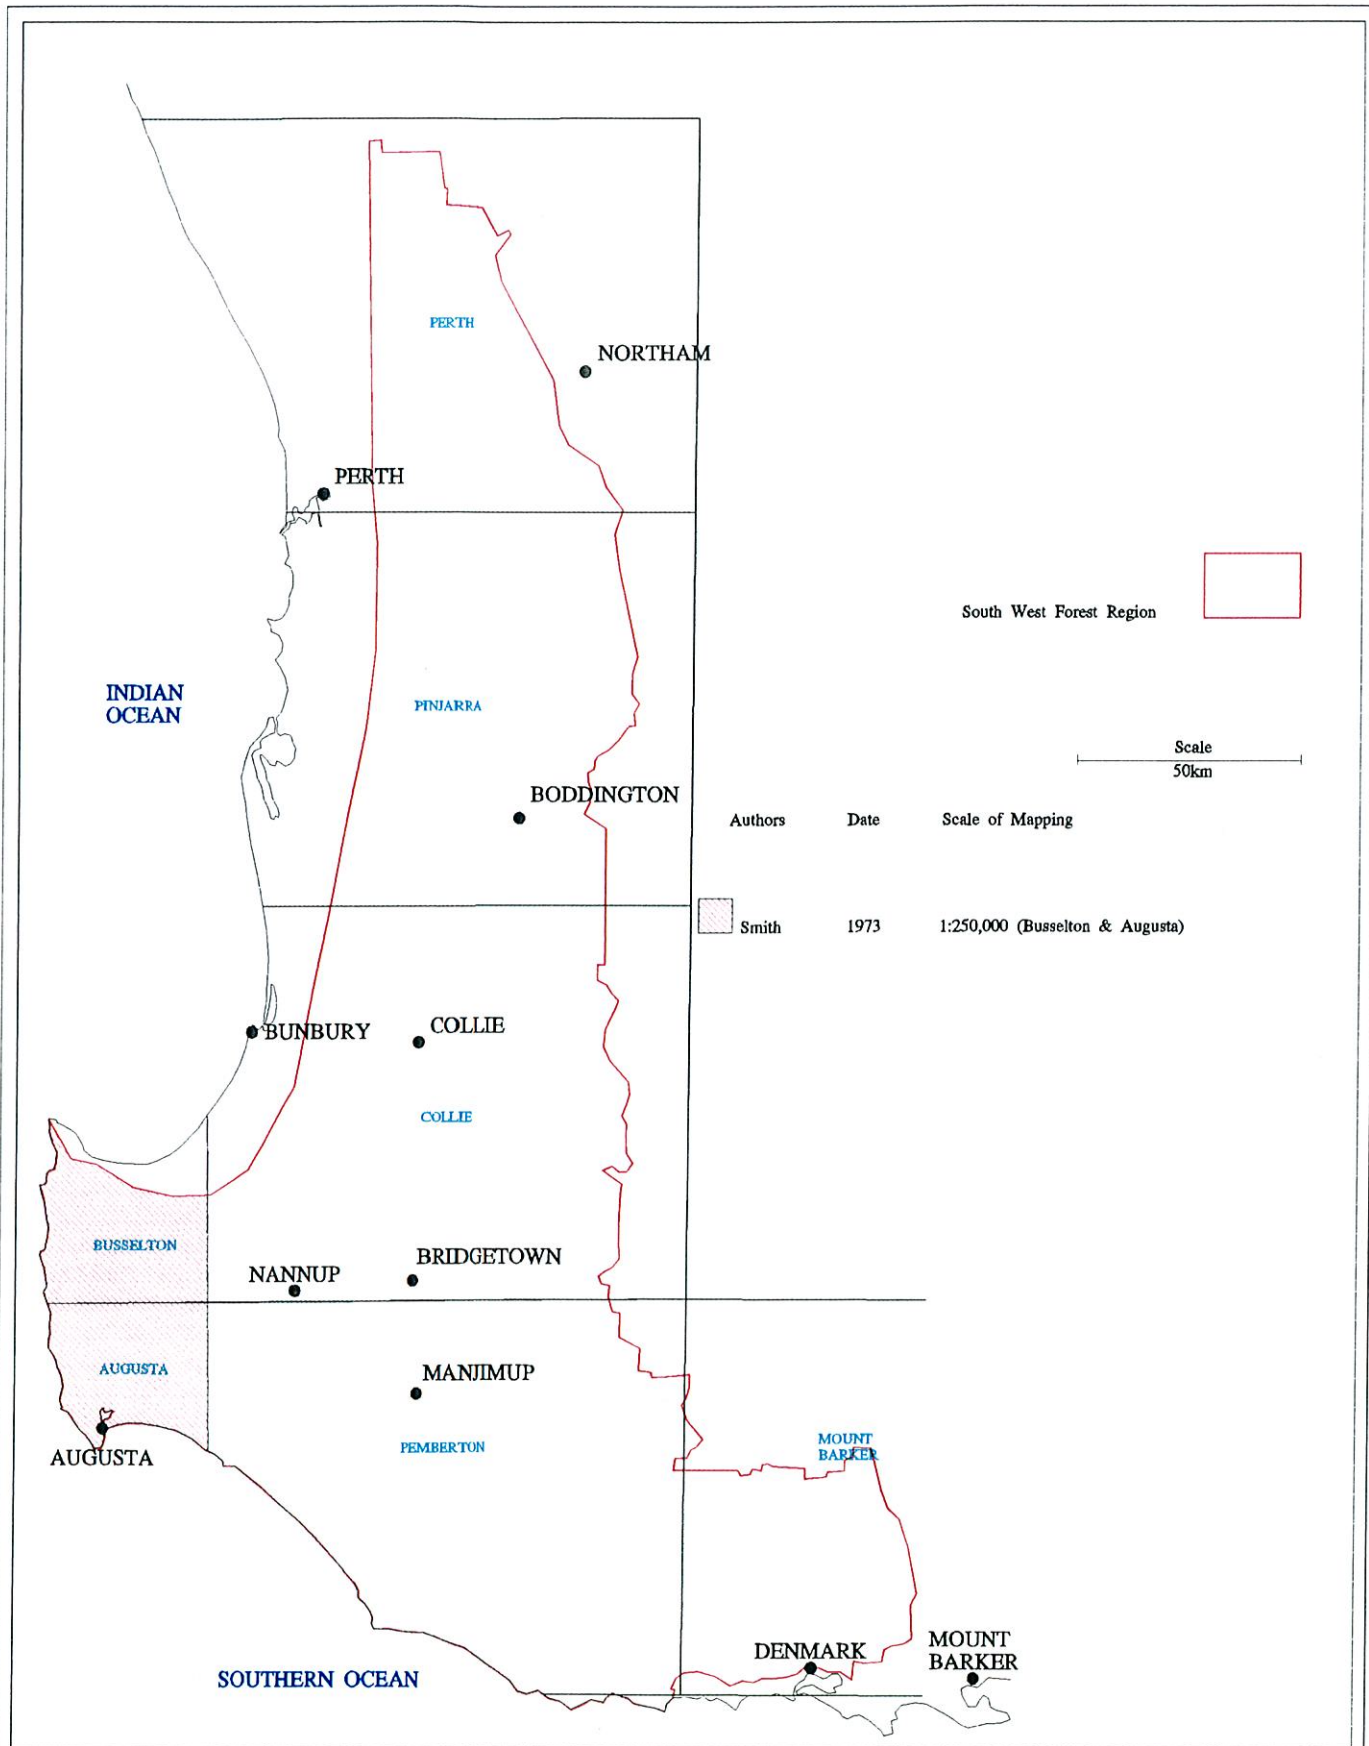 PERTH
NORTHAM
PERTH
South West Forest Region
INDIAN
OCEAN
PINJARRA
Scale
50km
BODDINGTON
Authors Date Scale of Mapping
Smith 1973 1:250,000 (Busselton & Augusta)
BUNBURY
COLLIE
COLLIE
BUSSELTON
NANNUP
BRIDGETOWN
AUGUSTA
MANJIMUP
AUGUSTA
PEMBERTON
MOUNT
BARKER
SOUTHERN OCEAN
DENMARK
MOUNT
BARKER